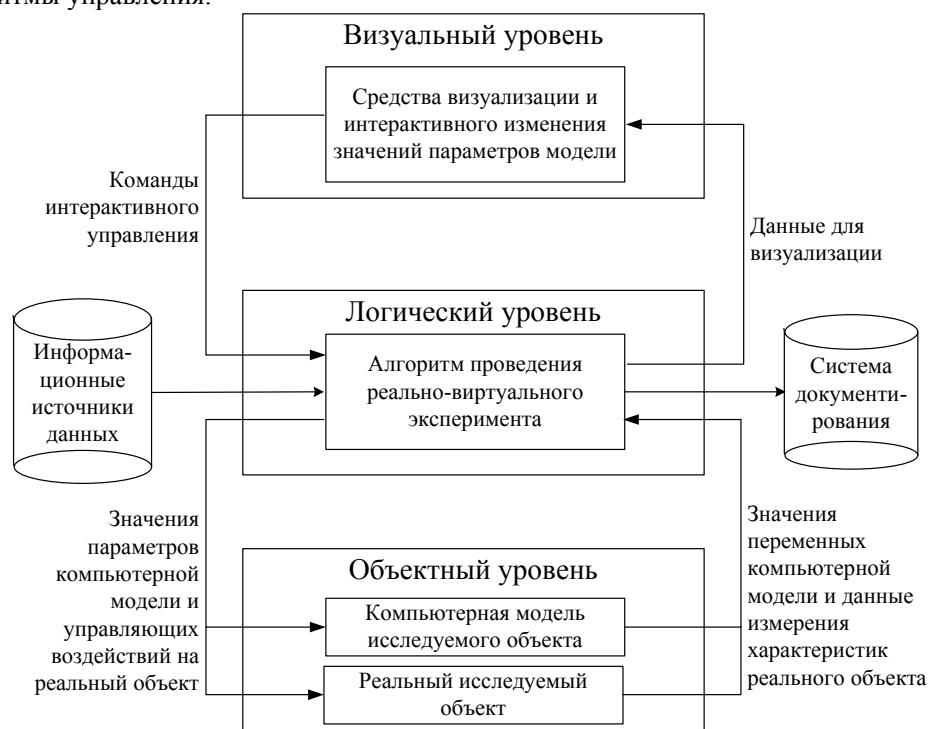 итмы управления.
Визуальный уровень
Средства визуализации и
интерактивного изменения
значений параметров модели
Команды
интерактивного
управления
Данные для
визуализации
Логический уровень
Информа-
ционные
источники
данных
Алгоритм проведения
реально-виртуального
эксперимента
Система
документи-
рования
Значения
параметров
компьютерной
модели и
управляющих
воздействий на
реальный объект
Значения
переменных
компьютерной
модели и данные
измерения
характеристик
реального объекта
Объектный уровень
Компьютерная модель
исследуемого объекта
Реальный исследуемый
объект